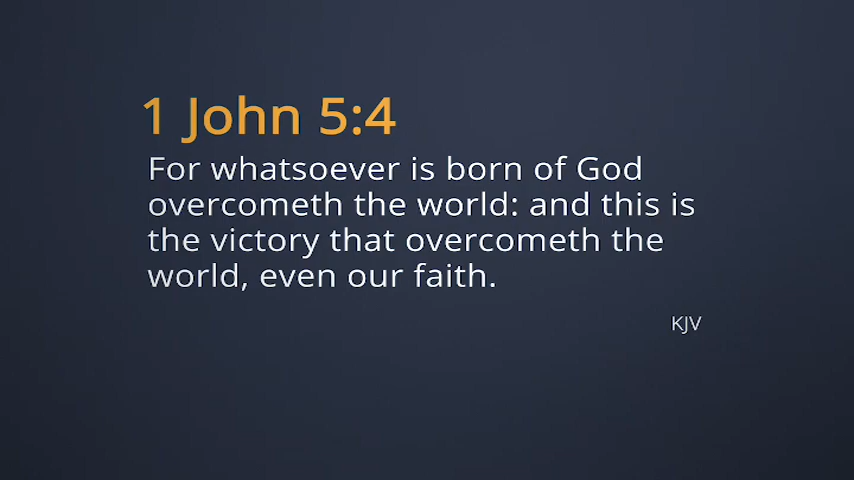 1 John 5:4
For whatsoever is born of God
overcometh the world: and this is
the victory that overcometh the
world, even our faith.
KJV